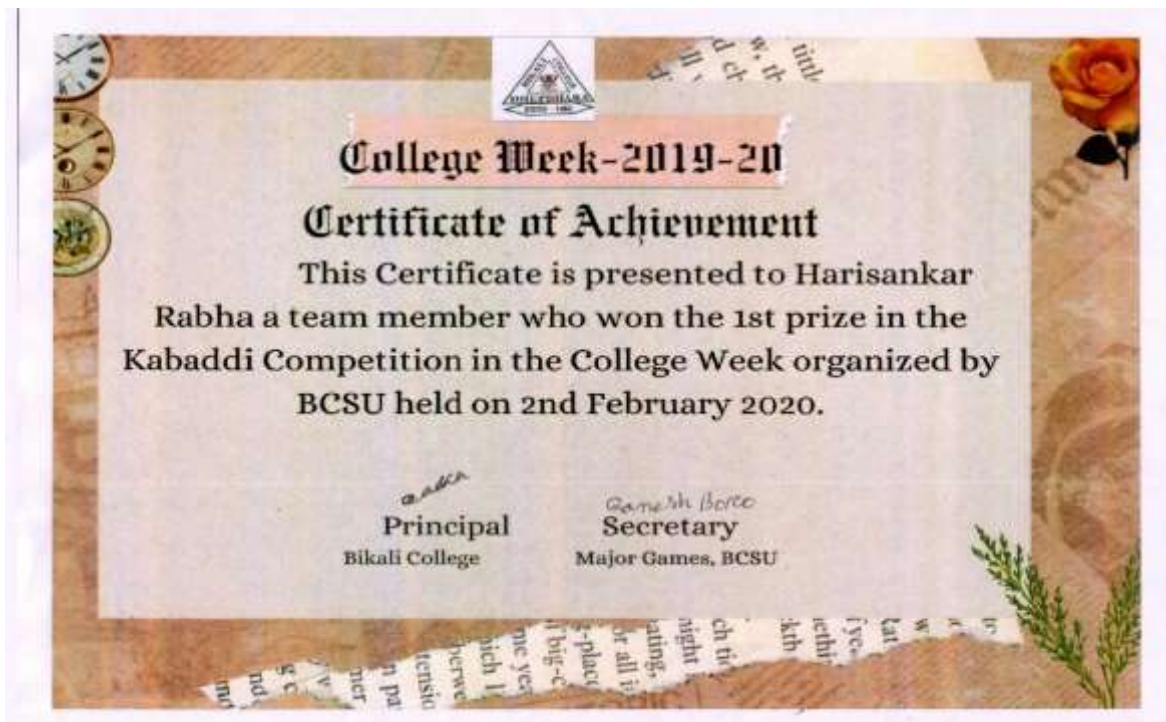 College Week-2019-20
Certificate of Achievement
This Certificate is presented to Harisankar
Rabha a team member who won the 1st prize in the
Kabaddi Competition in the College Week organized by
BCSU held on 2nd February 2020.
Principal
Secretary
Bikali College
Major Games, BCSU